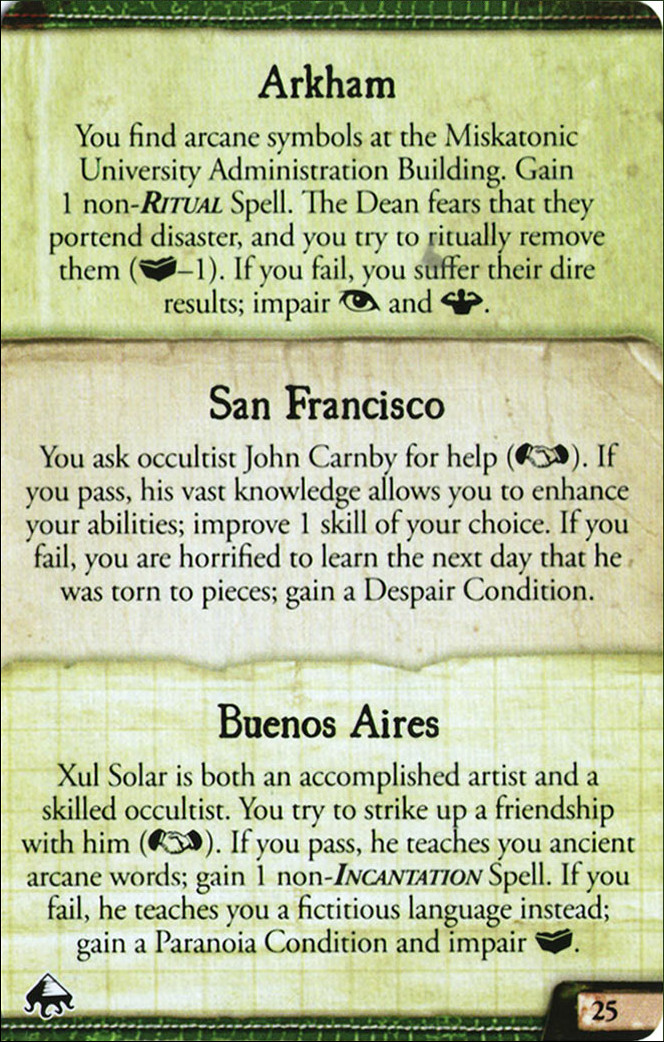 Arkham
You find arcane symbols at the Miskatonic
University Administration Building. Gain
1 non-RITUAL Spell. The Dean fears that they
portend disaster, and you try to ritually remove
them (–1). If you fail, you suffer their dire
results; impair and .
San Francisco
You ask occultist John Carnby for help (). If
you pass, his vast knowledge allows you to enhance
your abilities; improve 1 skill of your choice. If you
fail, you are horrified to learn the next day that he
was torn to pieces; gain a Despair Condition.
Buenos Aires
Xul Solar is both an accomplished artist and a
skilled occultist. You try to strike up a friendship
with him (). If you pass, he teaches you ancient
arcane words; gain 1 non-INCANTATION Spell. If you
fail, he teaches you a fictitious language instead;
gain a Paranoia Condition and impair .
25